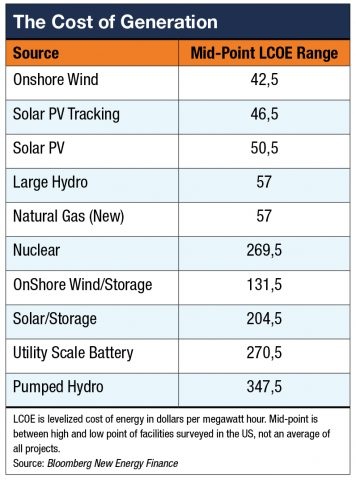 The Cost of Generation
Source Mid-Point LCOE Range
Onshore Wind 42,5
Solar PV Tracking 46,5
Solar PV 50,5
Large Hydro 57
Natural Gas (New) 57
Nuclear 269,5
OnShore Wind/Storage 131,5
Solar/Storage 204,5
Utility Scale Battery 270,5
Pumped Hydro 347,5
LCOE is levelized cost of energy in dollars per megawatt hour. Mid-point is
between high and low point of facilities surveyed in the US, not an average of
all projects.
Source: Bloomberg New Energy Finance